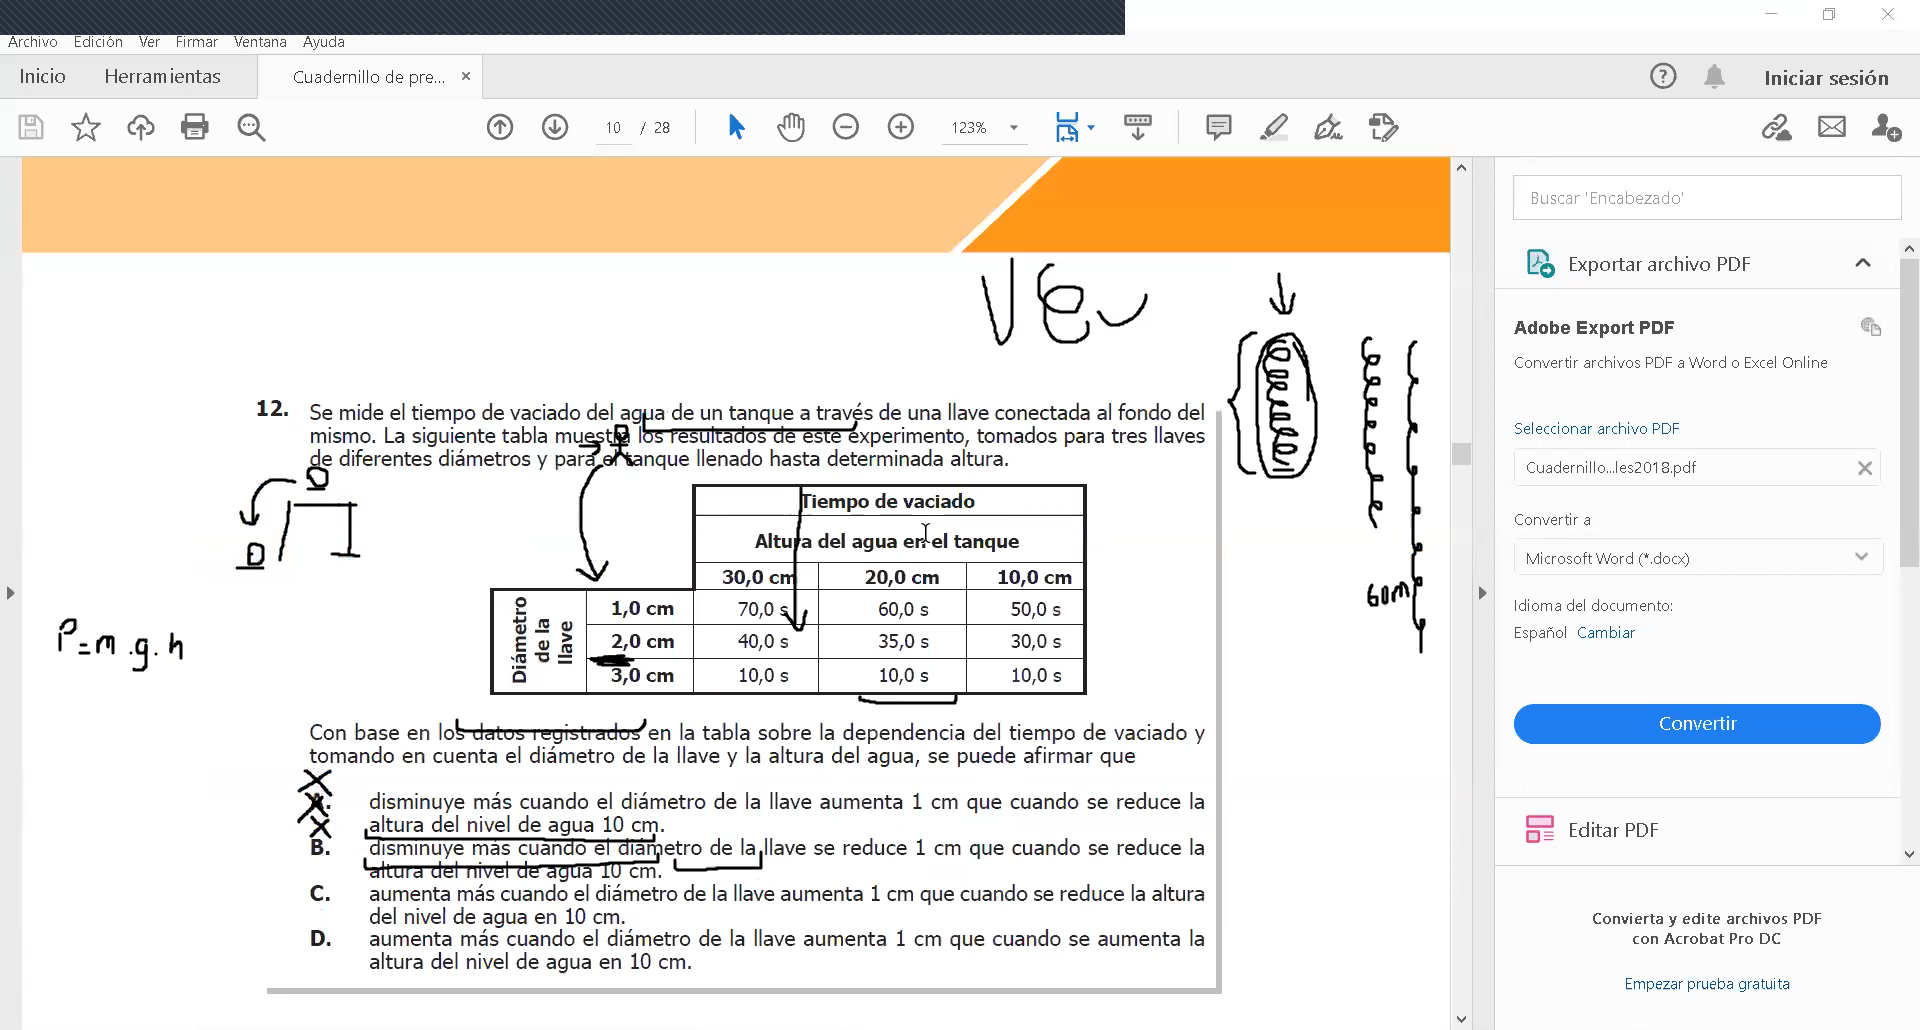 Archivo Edición Ver Firmar Ventana Ayuda
Inicio Herramientas Cuadernillo de pre... × Iniciar sesión
10 / 28 123%
Buscar 'Encabezado'
Exportar archivo PDF
Adobe Export PDF
Convertir archivos PDF a Word o Excel Online
Seleccionar archivo PDF
Cuadernillo...les2018.pdf
Convertir a
Microsoft Word (*.docx)
Idioma del documento:
Español Cambiar
Convertir
Editar PDF
Convierta y edite archivos PDF
con Acrobat Pro DC
Empezar prueba gratuita
12. Se mide el tiempo de vaciado del agua de un tanque a través de una llave conectada al fondo del
mismo. La siguiente tabla muestra los resultados de este experimento, tomados para tres llaves
de diferentes diámetros y para el tanque llenado hasta determinada altura.
Tiempo de vaciado
Altura del agua en el tanque
30,0 cm 20,0 cm 10,0 cm
Diámetro de la llave
1,0 cm 70,0 s 60,0 s 50,0 s
2,0 cm 40,0 s 35,0 s 30,0 s
3,0 cm 10,0 s 10,0 s 10,0 s
60m
P=m.g.h
Con base en los datos registrados en la tabla sobre la dependencia del tiempo de vaciado y
tomando en cuenta el diámetro de la llave y la altura del agua, se puede afirmar que
A. disminuye más cuando el diámetro de la llave aumenta 1 cm que cuando se reduce la
altura del nivel de agua 10 cm.
B. disminuye más cuando el diámetro de la llave se reduce 1 cm que cuando se reduce la
altura del nivel de agua 10 cm.
C. aumenta más cuando el diámetro de la llave aumenta 1 cm que cuando se reduce la altura
del nivel de agua en 10 cm.
D. aumenta más cuando el diámetro de la llave aumenta 1 cm que cuando se aumenta la
altura del nivel de agua en 10 cm.